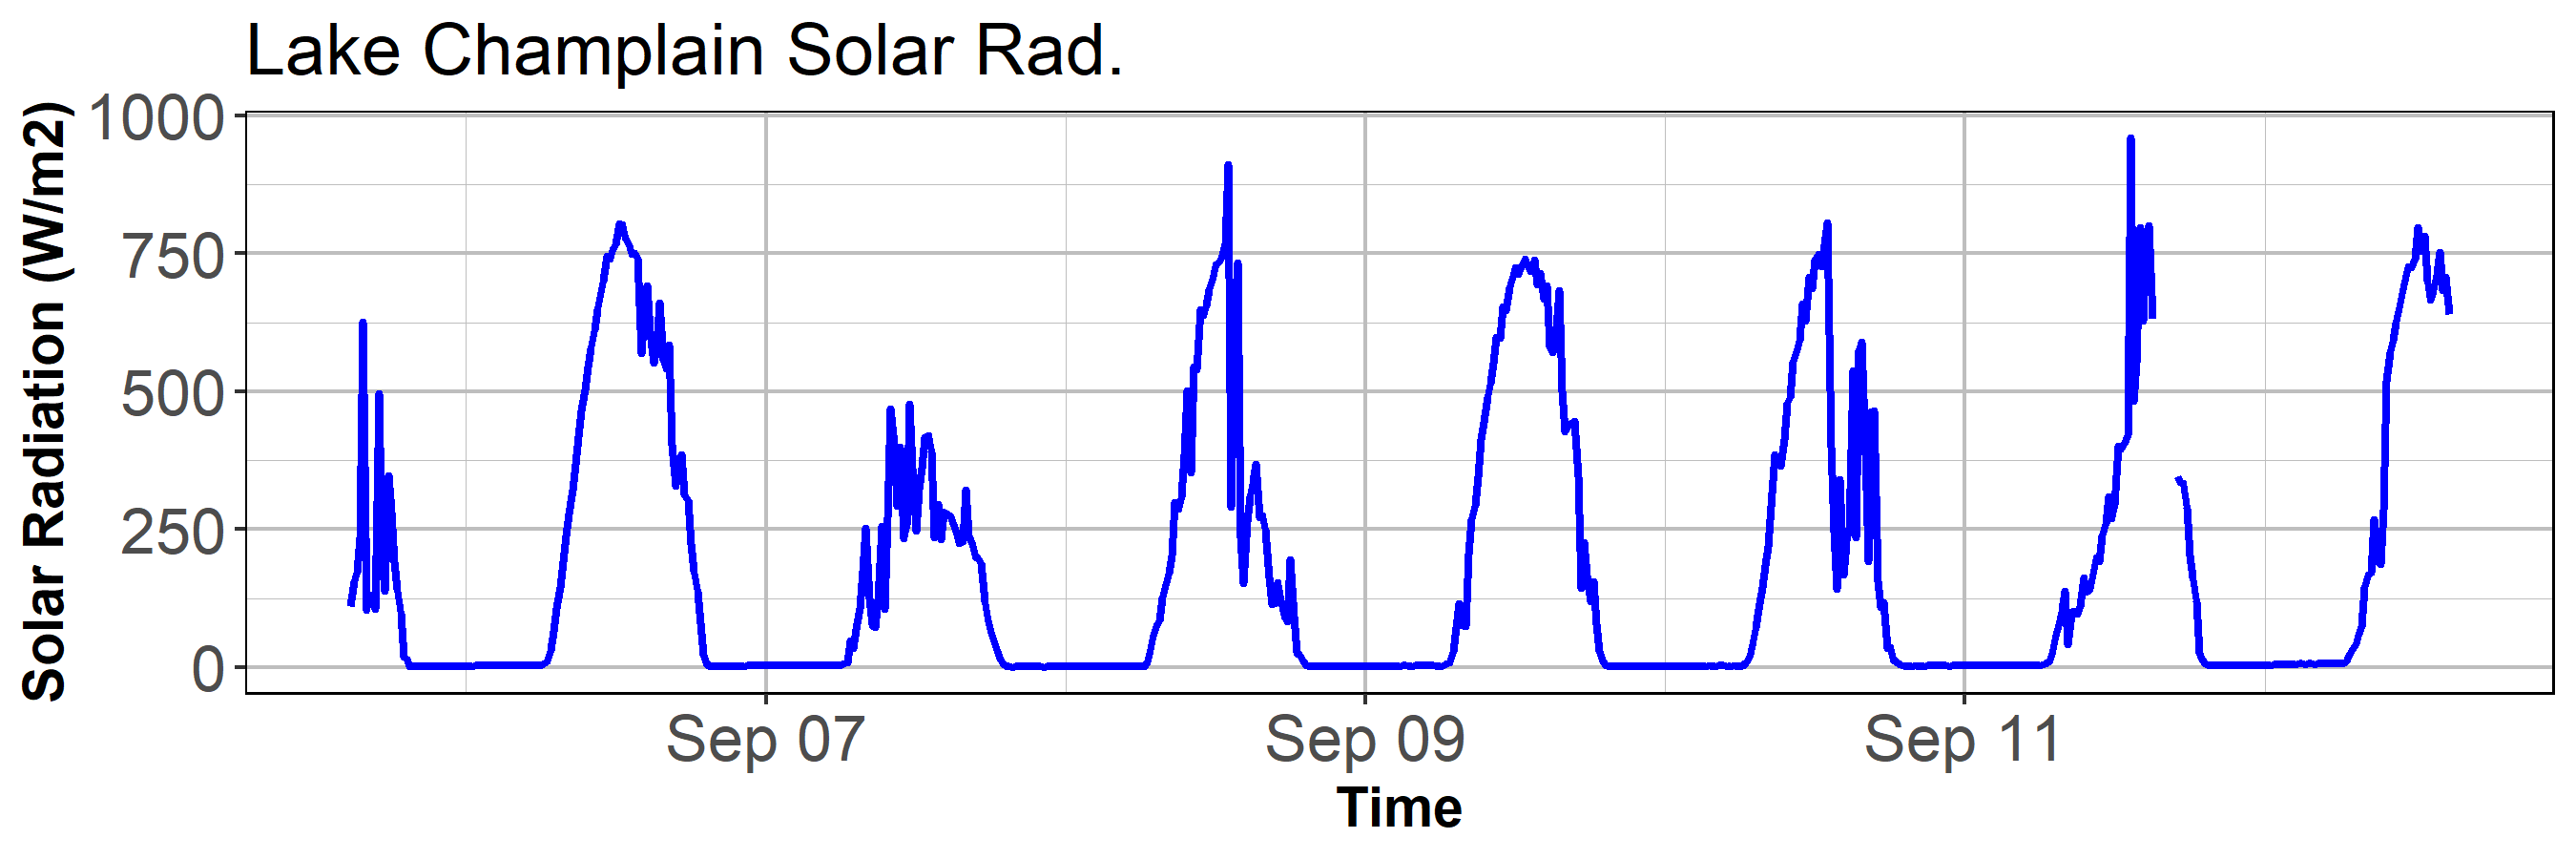 Lake Champlain Solar Rad.
Solar Radiation (W/m2)
1000
750
500
250
0
Sep 07 Sep 09 Sep 11
Time